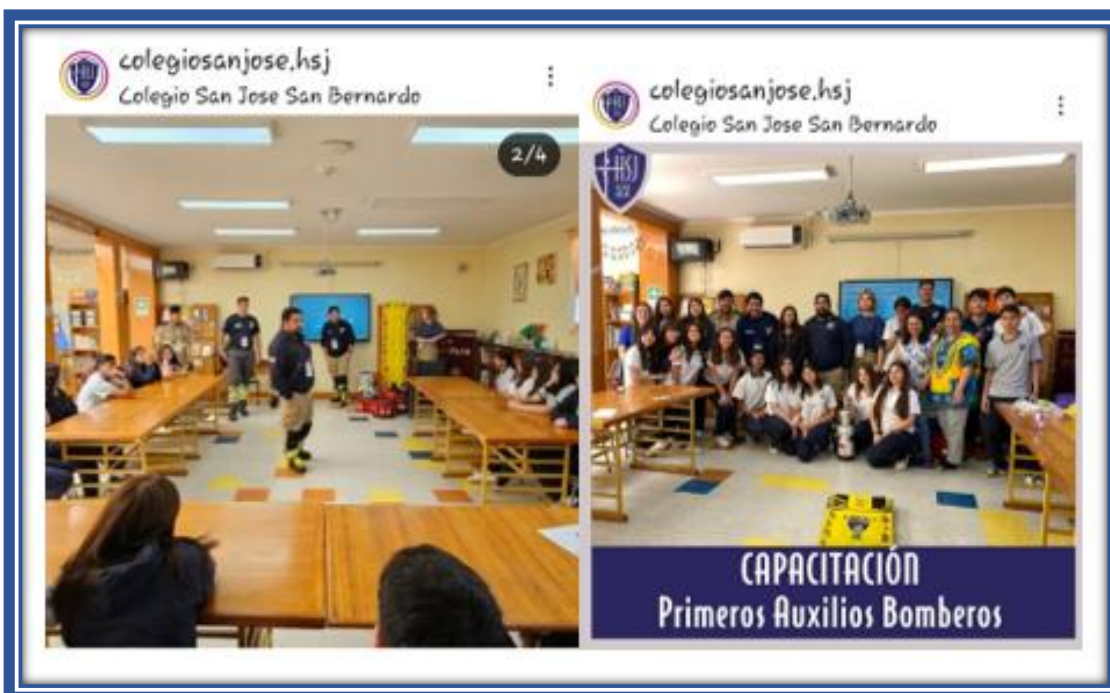 colegiosanjose.hsj
Colegio San Jose San Bernardo
2/4
colegiosanjose.hsj
Colegio San Jose San Bernardo
HSJ
CAPACITACIÓN
Primeros Auxilios Bomberos